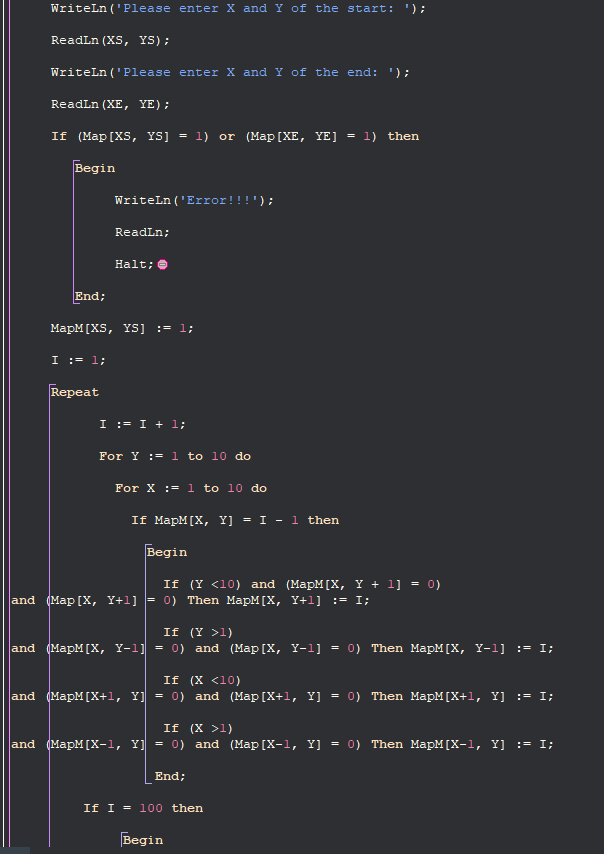 WriteLn('Please enter X and Y of the start: ');
ReadLn(XS, YS);
WriteLn('Please enter X and Y of the end: ');
ReadLn(XE, YE);
If (Map[XS, YS] = 1) or (Map[XE, YE] = 1) then
Begin
WriteLn('Error!!!');
ReadLn;
Halt;
End;
MapM[XS, YS] := 1;
I := 1;
Repeat
I := I + 1;
For Y := 1 to 10 do
For X := 1 to 10 do
If MapM[X, Y] = I - 1 then
Begin
If (Y <10) and (MapM[X, Y + 1] = 0)
and (Map[X, Y+1] = 0) Then MapM[X, Y+1] := I;
If (Y >1)
and (MapM[X, Y-1] = 0) and (Map[X, Y-1] = 0) Then MapM[X, Y-1] := I;
If (X <10)
and (MapM[X+1, Y] = 0) and (Map[X+1, Y] = 0) Then MapM[X+1, Y] := I;
If (X >1)
and (MapM[X-1, Y] = 0) and (Map[X-1, Y] = 0) Then MapM[X-1, Y] := I;
End;
If I = 100 then
Begin